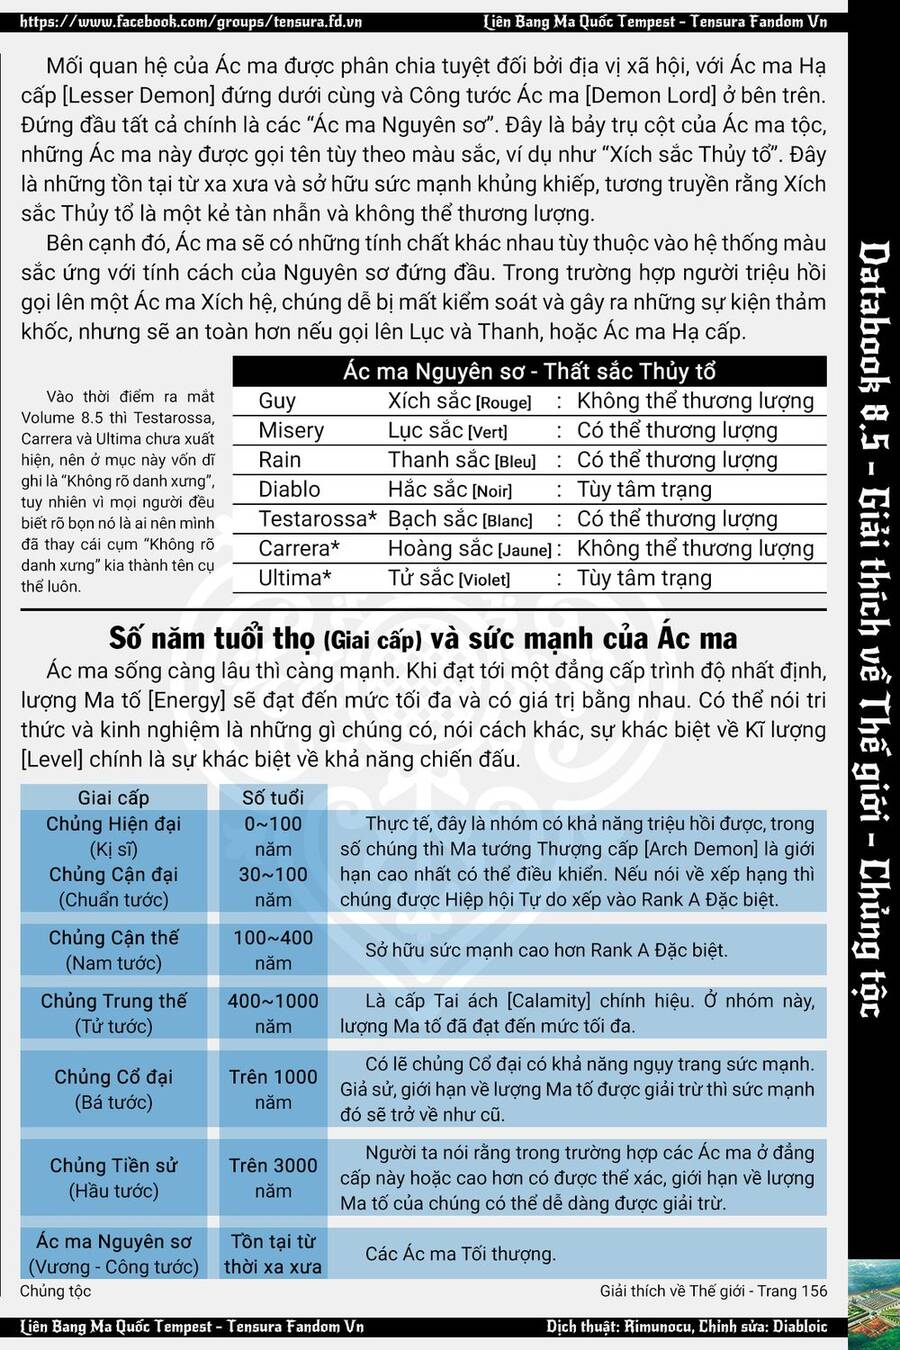 https://www.facebook.com/groups/tensura.fd.vn
Liên Bang Ma Quốc Tempest - Tensura Fandom Vn
Mối quan hệ của Ác ma được phân chia tuyệt đối bởi địa vị xã hội, với Ác ma Hạ
cấp [Lesser Demon] đứng dưới cùng và Công tước Ác ma [Demon Lord] ở bên trên.
Đứng đầu tất cả chính là các “Ác ma Nguyên sơ”. Đây là bảy trụ cột của Ác ma tộc,
những Ác ma này được gọi tên tùy theo màu sắc, ví dụ như “Xích sắc Thủy tổ”. Đây
là những tồn tại từ xa xưa và sở hữu sức mạnh khủng khiếp, tương truyền rằng Xích
sắc Thủy tổ là một kẻ tàn nhẫn và không thể thương lượng.
Bên cạnh đó, Ác ma sẽ có những tính chất khác nhau tùy thuộc vào hệ thống màu
sắc ứng với tính cách của Nguyên sơ đứng đầu. Trong trường hợp người triệu hồi
gọi lên một Ác ma Xích hệ, chúng dễ bị mất kiểm soát và gây ra những sự kiện thảm
khốc, nhưng sẽ an toàn hơn nếu gọi lên Lục và Thanh, hoặc Ác ma Hạ cấp.
Vào thời điểm ra mắt
Volume 8.5 thì Testarossa,
Carrera và Ultima chưa xuất
hiện, nên ở mục này vốn dĩ
ghi là “Không rõ danh xưng”,
tuy nhiên vì mọi người đều
biết rõ bọn nó là ai nên mình
đã thay cái cụm “Không rõ
danh xưng” kia thành tên cụ
thể luôn.
Ác ma Nguyên sơ - Thất sắc Thủy tổ
Guy Xích sắc [Rouge] : Không thể thương lượng
Misery Lục sắc [Vert] : Có thể thương lượng
Rain Thanh sắc [Bleu] : Có thể thương lượng
Diablo Hắc sắc [Noir] : Tùy tâm trạng
Testarossa* Bạch sắc [Blanc] : Có thể thương lượng
Carrera* Hoàng sắc [Jaune] : Không thể thương lượng
Ultima* Tử sắc [Violet] : Tùy tâm trạng
Số năm tuổi thọ (Giai cấp) và sức mạnh của Ác ma
Ác ma sống càng lâu thì càng mạnh. Khi đạt tới một đẳng cấp trình độ nhất định,
lượng Ma tố [Energy] sẽ đạt đến mức tối đa và có giá trị bằng nhau. Có thể nói tri
thức và kinh nghiệm là những gì chúng có, nói cách khác, sự khác biệt về Kĩ lượng
[Level] chính là sự khác biệt về khả năng chiến đấu.
Giai cấp Số tuổi
Chủng Hiện đại
(Kị sĩ)
0~100
năm
Chủng Cận đại
(Chuẩn tước)
30~100
năm
Thực tế, đây là nhóm có khả năng triệu hồi được, trong
số chúng thì Ma tướng Thượng cấp [Arch Demon] là giới
hạn cao nhất có thể điều khiển. Nếu nói về xếp hạng thì
chúng được Hiệp hội Tự do xếp vào Rank A Đặc biệt.
Chủng Cận thế
(Nam tước)
100~400
năm
Sở hữu sức mạnh cao hơn Rank A Đặc biệt.
Chủng Trung thế
(Tử tước)
400~1000
năm
Là cấp Tai ách [Calamity] chính hiệu. Ở nhóm này,
lượng Ma tố đã đạt đến mức tối đa.
Chủng Cổ đại
(Bá tước)
Trên 1000
năm
Có lẽ chủng Cổ đại có khả năng ngụy trang sức mạnh.
Giả sử, giới hạn về lượng Ma tố được giải trừ thì sức mạnh
đó sẽ trở về như cũ.
Chủng Tiền sử
(Hầu tước)
Trên 3000
năm
Người ta nói rằng trong trường hợp các Ác ma ở đẳng
cấp này hoặc cao hơn có được thể xác, giới hạn về lượng
Ma tố của chúng có thể dễ dàng được giải trừ.
Ác ma Nguyên sơ
(Vương - Công tước)
Tồn tại từ
thời xa xưa
Các Ác ma Tối thượng.
Chủng tộc
Giải thích về Thế giới - Trang 156
Liên Bang Ma Quốc Tempest - Tensura Fandom Vn
Dịch thuật: Rimunocu, Chỉnh sửa: Diabloic
Databook 8.5 - Giải thích về Thế giới - Chủng tộc